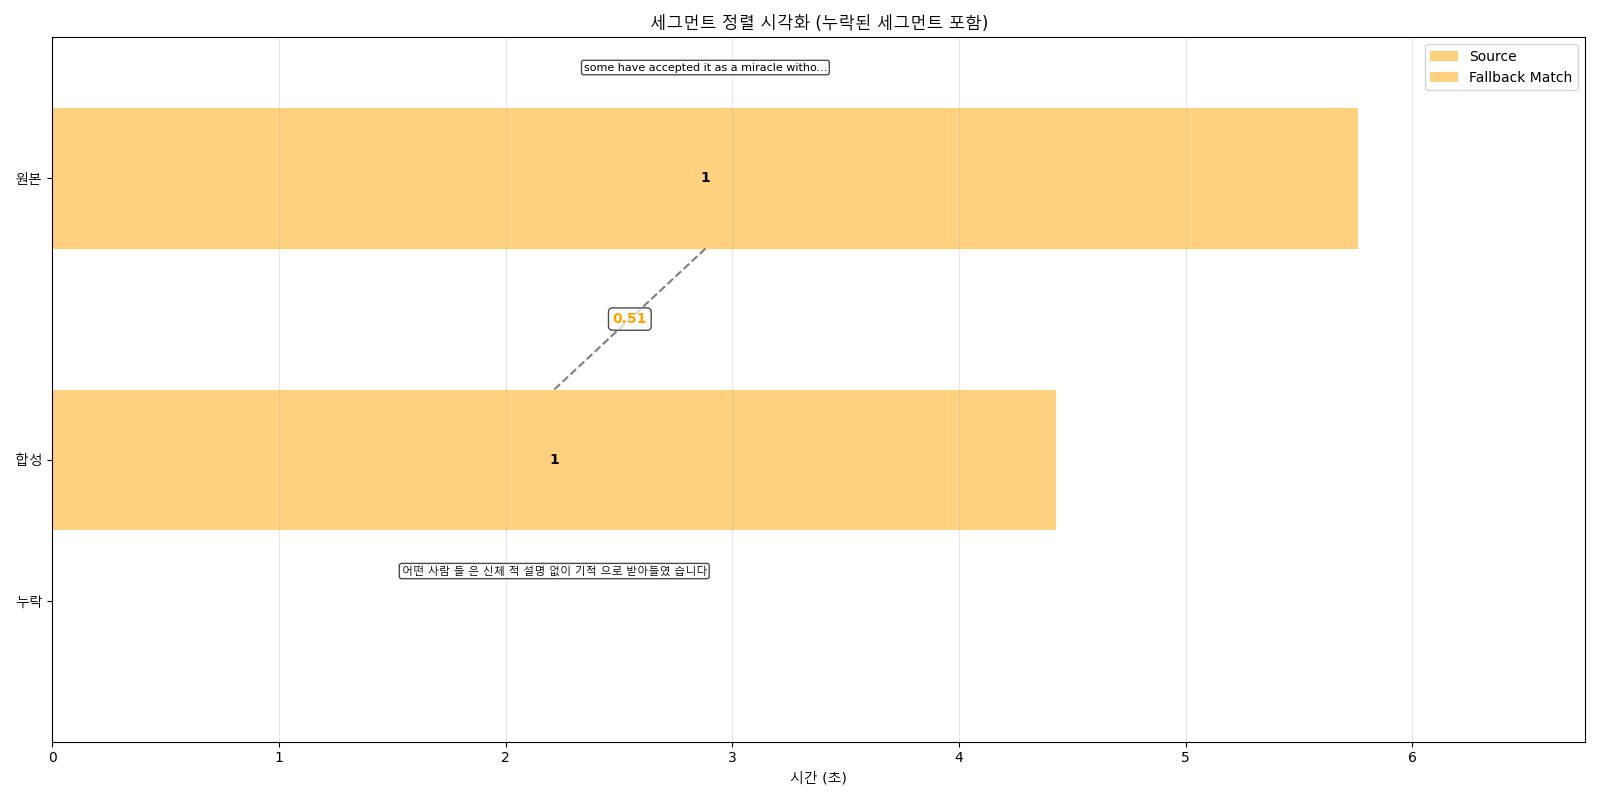 세그먼트 정렬 시각화 (누락된 세그먼트 포함)
some have accepted it as a miracle witho...
Source
Fallback Match
원본
1
0.51
합성
1
어떤 사람 들 은 신체 적 설명 없이 기적 으로 받아들였 습니다
누락
0 1 2 3 4 5 6
시간 (초)